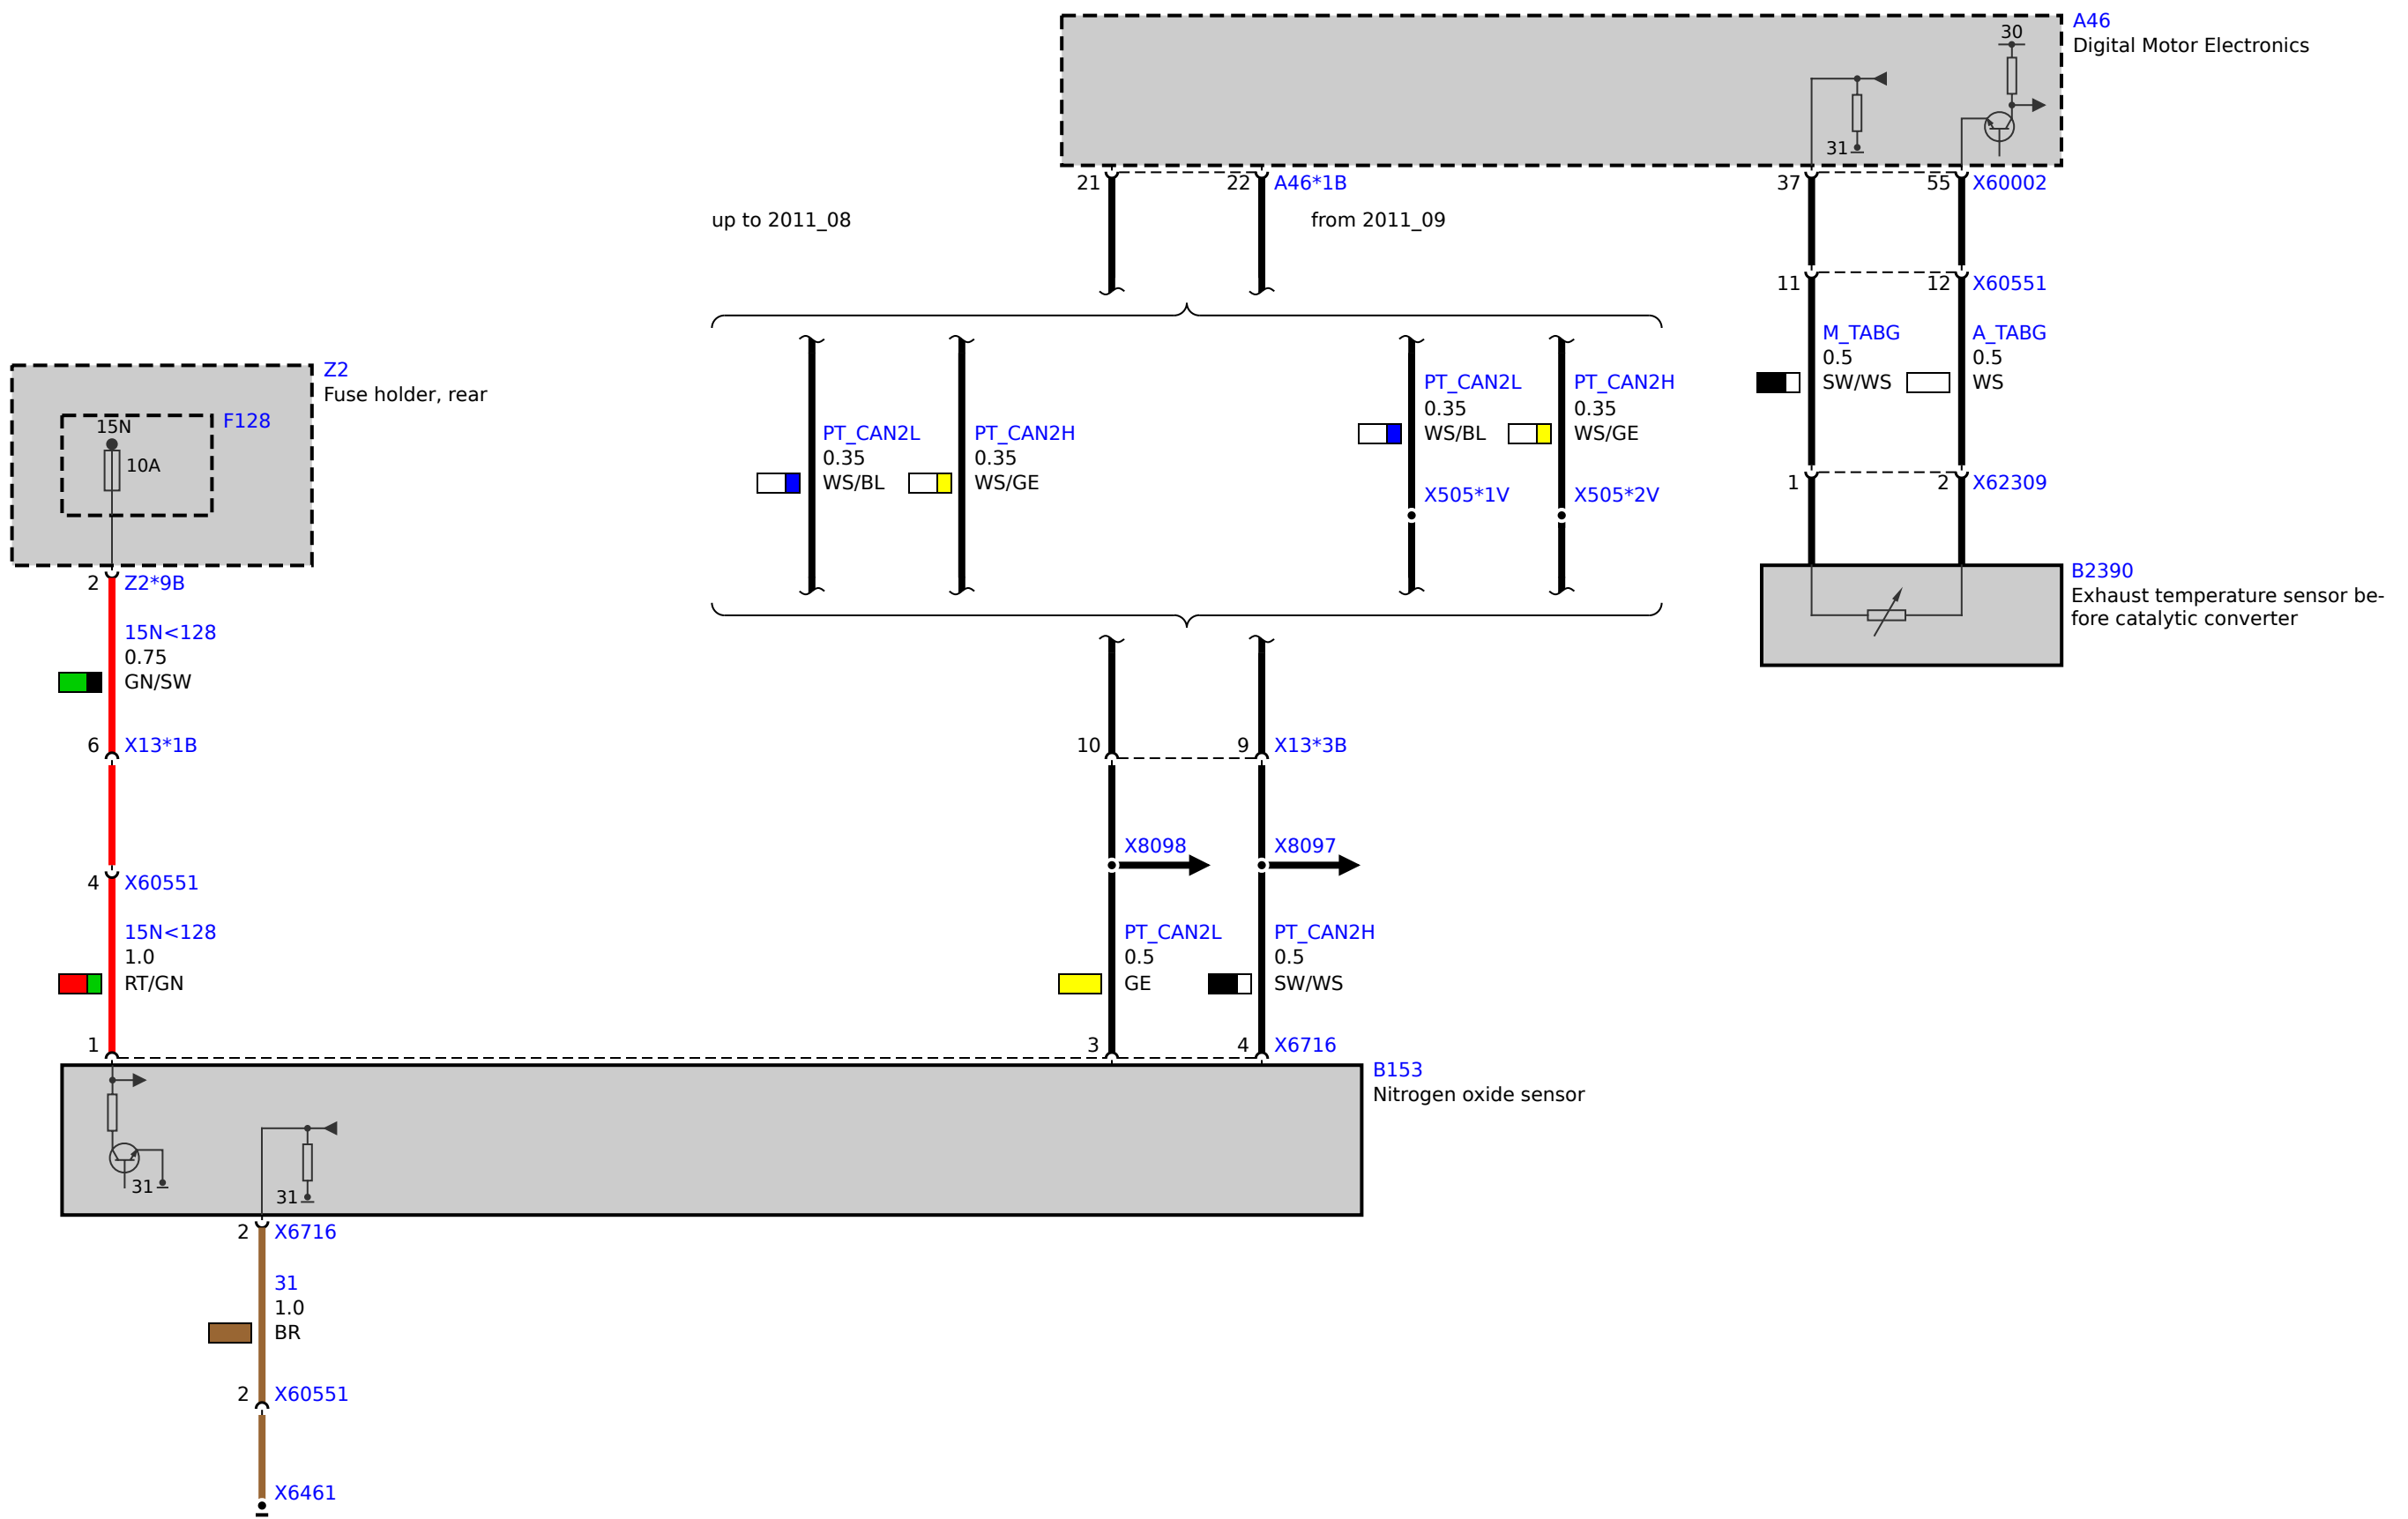 A46
Digital Motor Electronics
30
31
21
22
A46*1B
37
55
X60002
up to 2011_08
from 2011_09
11
12
X60551
M_TABG
0.5
SW/WS
A_TABG
0.5
WS
Z2
Fuse holder, rear
F128
15N
10A
PT_CAN2L
0.35
WS/BL
PT_CAN2H
0.35
WS/GE
PT_CAN2L
0.35
WS/BL
X505*1V
PT_CAN2H
0.35
WS/GE
X505*2V
1
2
X62309
B2390
Exhaust temperature sensor be-
fore catalytic converter
2
Z2*9B
15N<128
0.75
GN/SW
6
X13*1B
10
9
X13*3B
X8098
X8097
4
X60551
15N<128
1.0
RT/GN
PT_CAN2L
0.5
GE
PT_CAN2H
0.5
SW/WS
1
3
4
X6716
B153
Nitrogen oxide sensor
31
31
2
X6716
31
1.0
BR
2
X60551
X6461